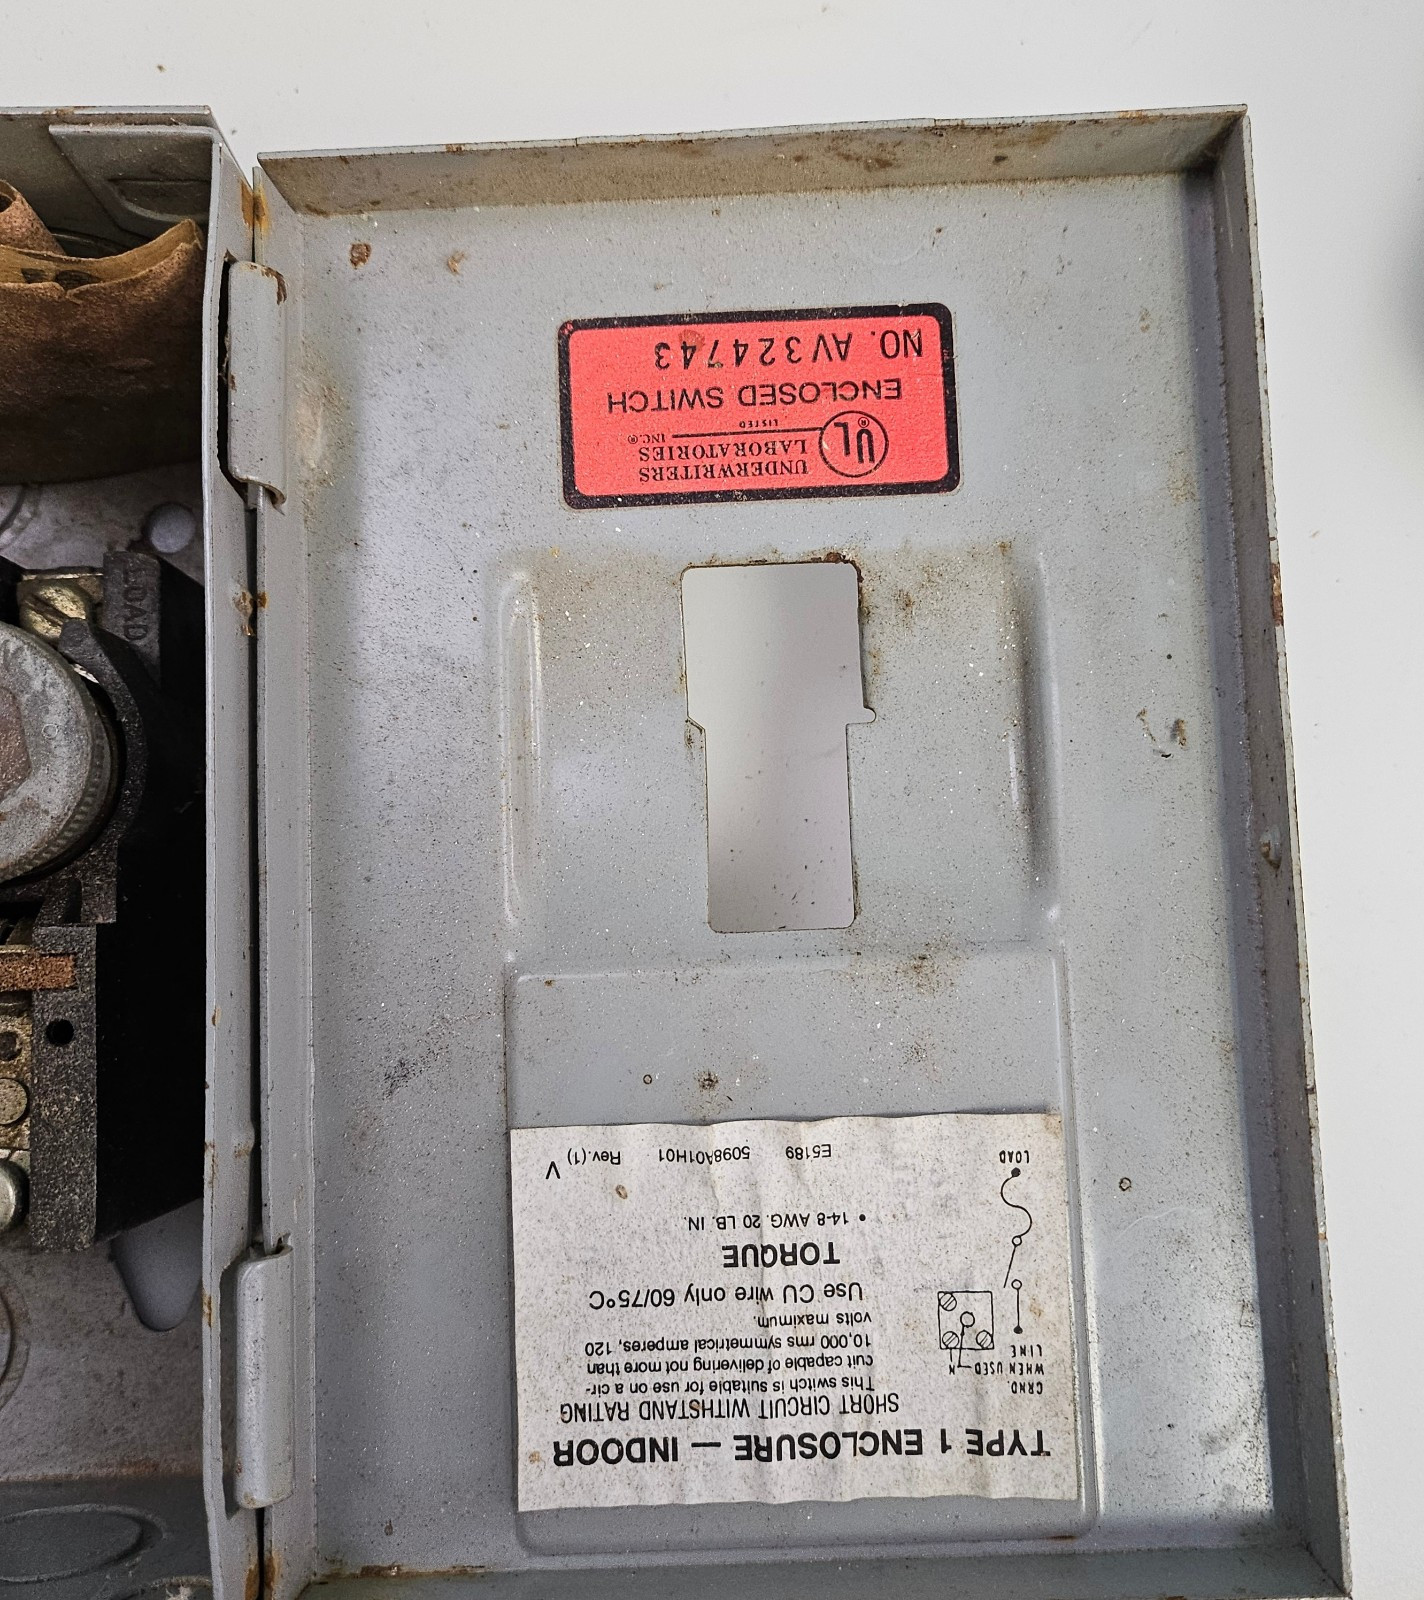 TYPE 1 ENCLOSURE — INDOOR
SHORT CIRCUIT WITHSTAND RATING
This switch is suitable for use on a cir-
cuit capable of delivering not more than
10,000 rms symmetrical amperes, 120
volts maximum.
Use CU wire only 60/75°C
TORQUE
• 14-8 AWG. 20 LB. IN.
E5189 5098A01H01 Rev.(1) V
GRND.
WHEN USED N
LINE
LOAD
UNDERWRITERS
LABORATORIES
UL ® LISTED INC.®
ENCLOSED SWITCH
NO. AV324743
LOAD